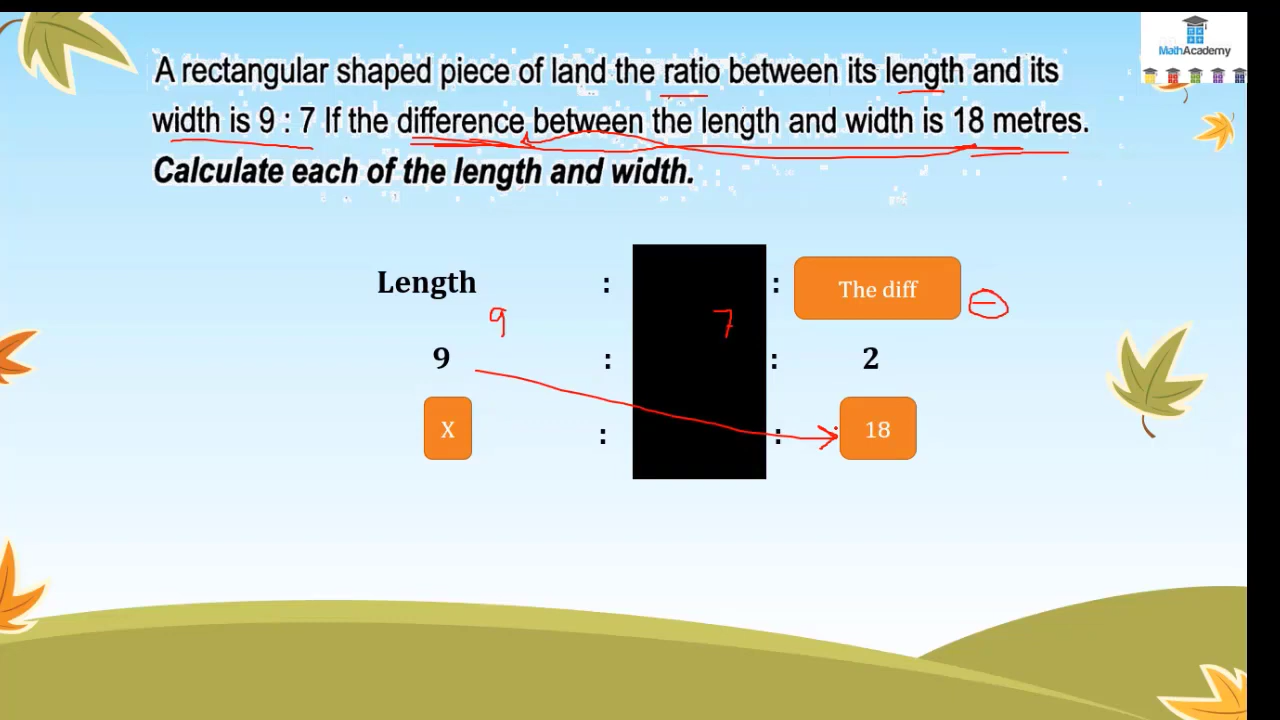 MathAcademy
A rectangular shaped piece of land the ratio between its length and its
width is 9 : 7 If the difference between the length and width is 18 metres.
Calculate each of the length and width.
Length : : The diff
9 7
9 : : 2
X : : 18